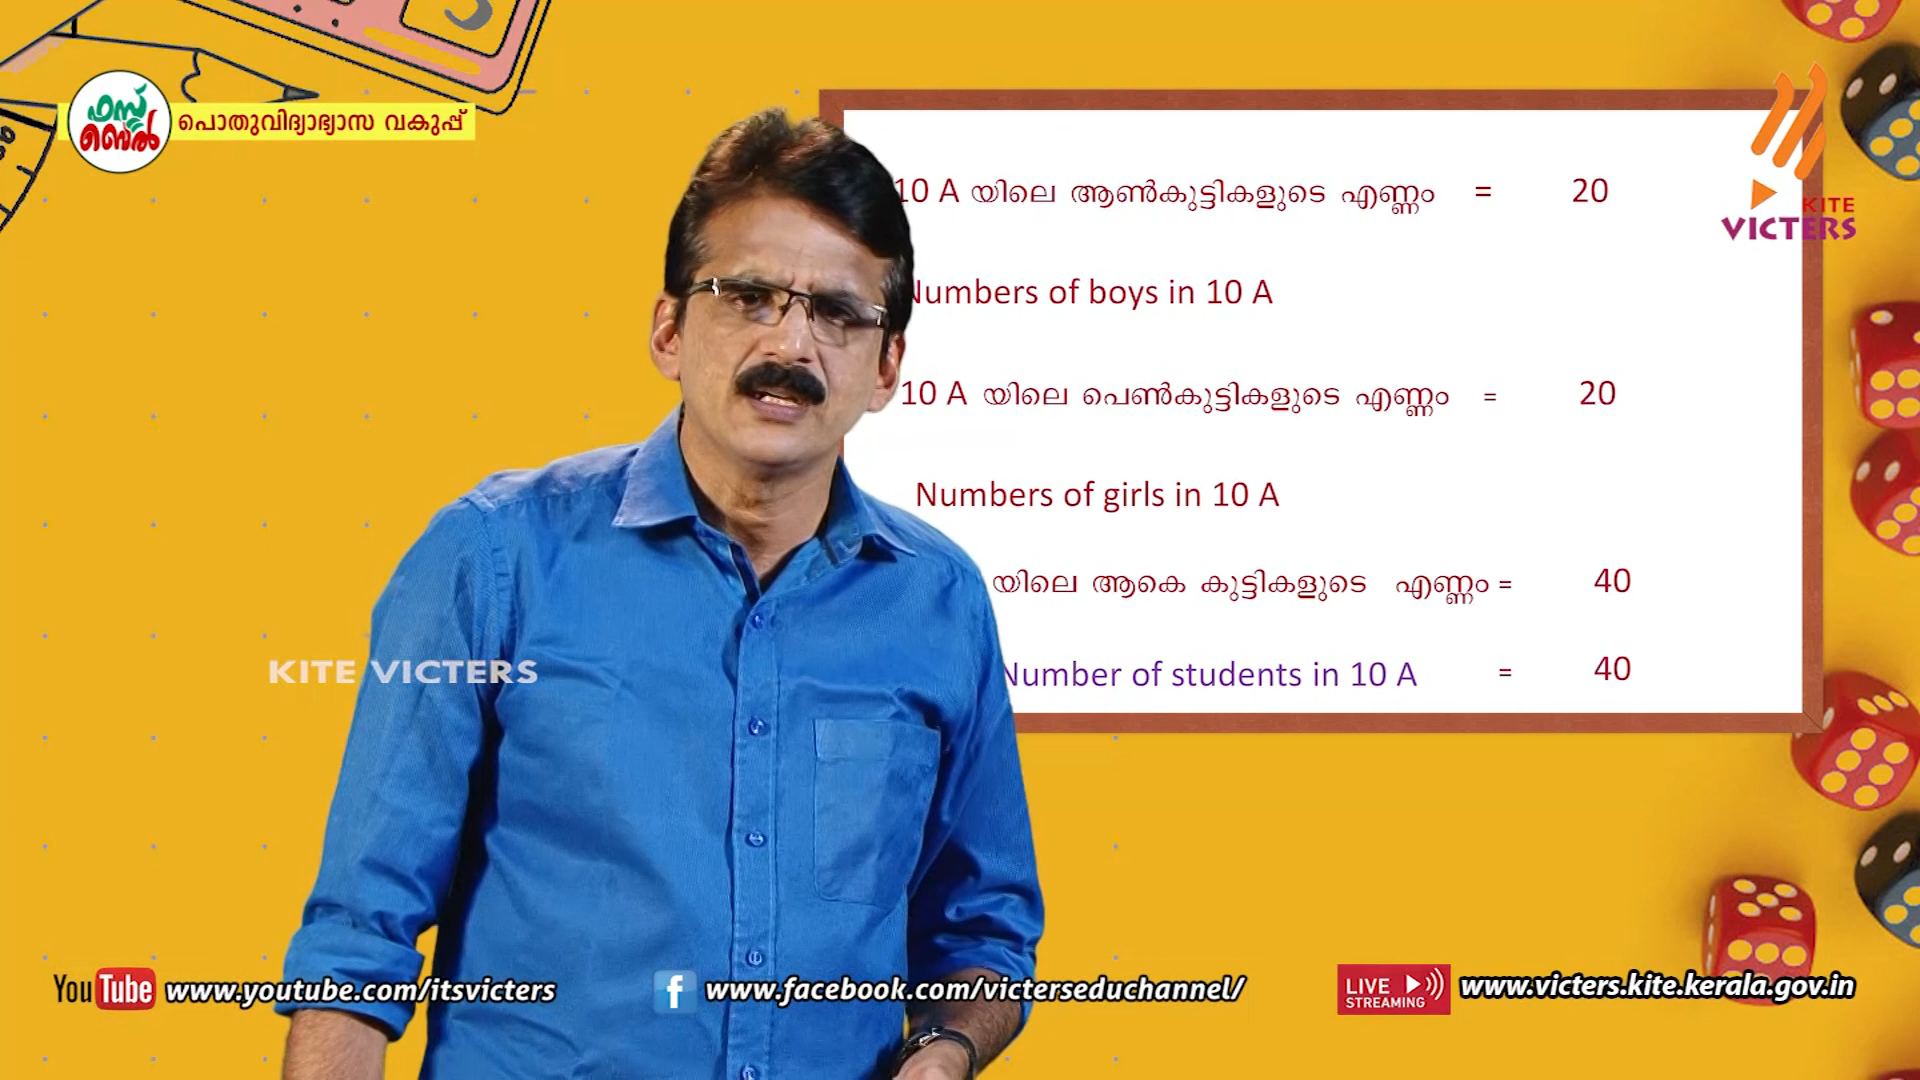 ഫസ്റ്റ്
ബെൽ
പൊതുവിദ്യാഭ്യാസ വകുപ്പ്
KITE
VICTERS
10 A യിലെ ആൺകുട്ടികളുടെ എണ്ണം = 20
Numbers of boys in 10 A
10 A യിലെ പെൺകുട്ടികളുടെ എണ്ണം = 20
Numbers of girls in 10 A
യിലെ ആകെ കുട്ടികളുടെ എണ്ണം = 40
Number of students in 10 A = 40
KITE VICTERS
YouTube www.youtube.com/itsvicters
f www.facebook.com/victerseduchannel/
LIVE STREAMING www.victers.kite.kerala.gov.in